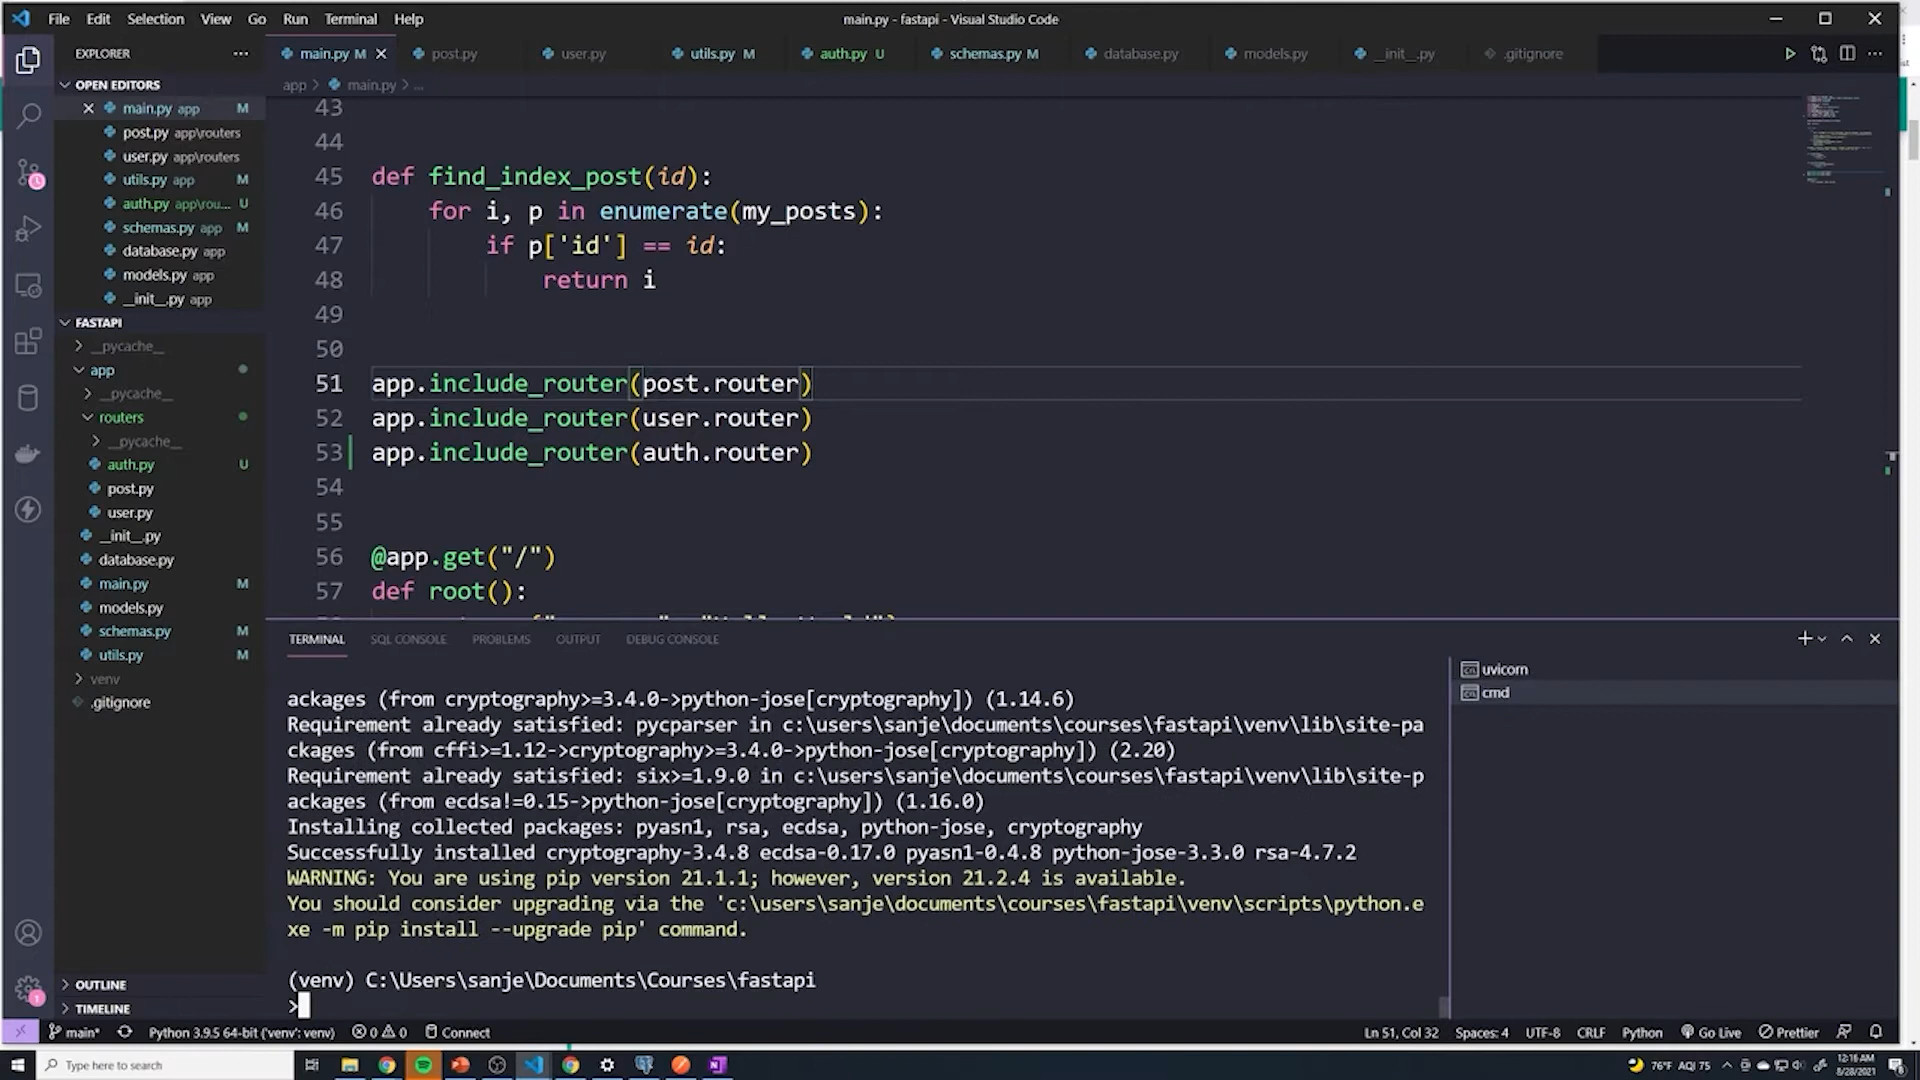 File Edit Selection View Go Run Terminal Help
main.py - fastapi - Visual Studio Code
EXPLORER
main.py M
post.py
user.py
utils.py M
auth.py U
schemas.py M
database.py
models.py
__init__.py
.gitignore
OPEN EDITORS
app > main.py > ...
main.py app M
post.py app\routers
user.py app\routers
utils.py app M
auth.py app\rou... U
schemas.py app M
database.py app
models.py app
__init__.py app
FASTAPI
__pycache__
app
__pycache__
routers
__pycache__
auth.py U
post.py
user.py
__init__.py
database.py
main.py M
models.py
schemas.py M
utils.py M
venv
.gitignore
OUTLINE
TIMELINE
43
44
45 def find_index_post(id):
46 for i, p in enumerate(my_posts):
47 if p['id'] == id:
48 return i
49
50
51 app.include_router(post.router)
52 app.include_router(user.router)
53 app.include_router(auth.router)
54
55
56 @app.get("/")
57 def root():
TERMINAL SQL CONSOLE PROBLEMS OUTPUT DEBUG CONSOLE
uvicorn
cmd
ackages (from cryptography>=3.4.0->python-jose[cryptography]) (1.14.6)
Requirement already satisfied: pycparser in c:\users\sanje\documents\courses\fastapi\venv\lib\site-pa
ckages (from cffi>=1.12->cryptography>=3.4.0->python-jose[cryptography]) (2.20)
Requirement already satisfied: six>=1.9.0 in c:\users\sanje\documents\courses\fastapi\venv\lib\site-p
ackages (from ecdsa!=0.15->python-jose[cryptography]) (1.16.0)
Installing collected packages: pyasn1, rsa, ecdsa, python-jose, cryptography
Successfully installed cryptography-3.4.8 ecdsa-0.17.0 pyasn1-0.4.8 python-jose-3.3.0 rsa-4.7.2
WARNING: You are using pip version 21.1.1; however, version 21.2.4 is available.
You should consider upgrading via the 'c:\users\sanje\documents\courses\fastapi\venv\scripts\python.e
xe -m pip install --upgrade pip' command.
(venv) C:\Users\sanje\Documents\Courses\fastapi
>
main* Python 3.9.5 64-bit ('venv': venv) 0 0 Connect
Ln 51, Col 32 Spaces: 4 UTF-8 CRLF Python Go Live Prettier
Type here to search
76°F AQI 75
12:16 AM
8/28/2021